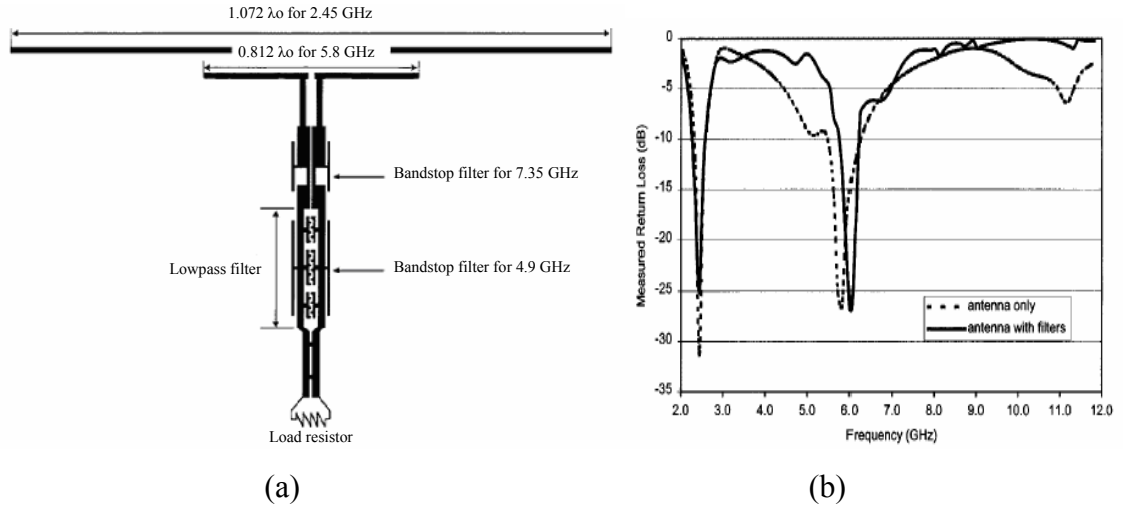 1.072 λo for 2.45 GHz
0.812 λo for 5.8 GHz
Bandstop filter for 7.35 GHz
Lowpass filter
Bandstop filter for 4.9 GHz
Load resistor
(a)
Measured Return Loss (dB)
0
-5
-10
-15
-20
-25
-30
-35
antenna only
antenna with filters
2.0 3.0 4.0 5.0 6.0 7.0 8.0 9.0 10.0 11.0 12.0
Frequency (GHz)
(b)